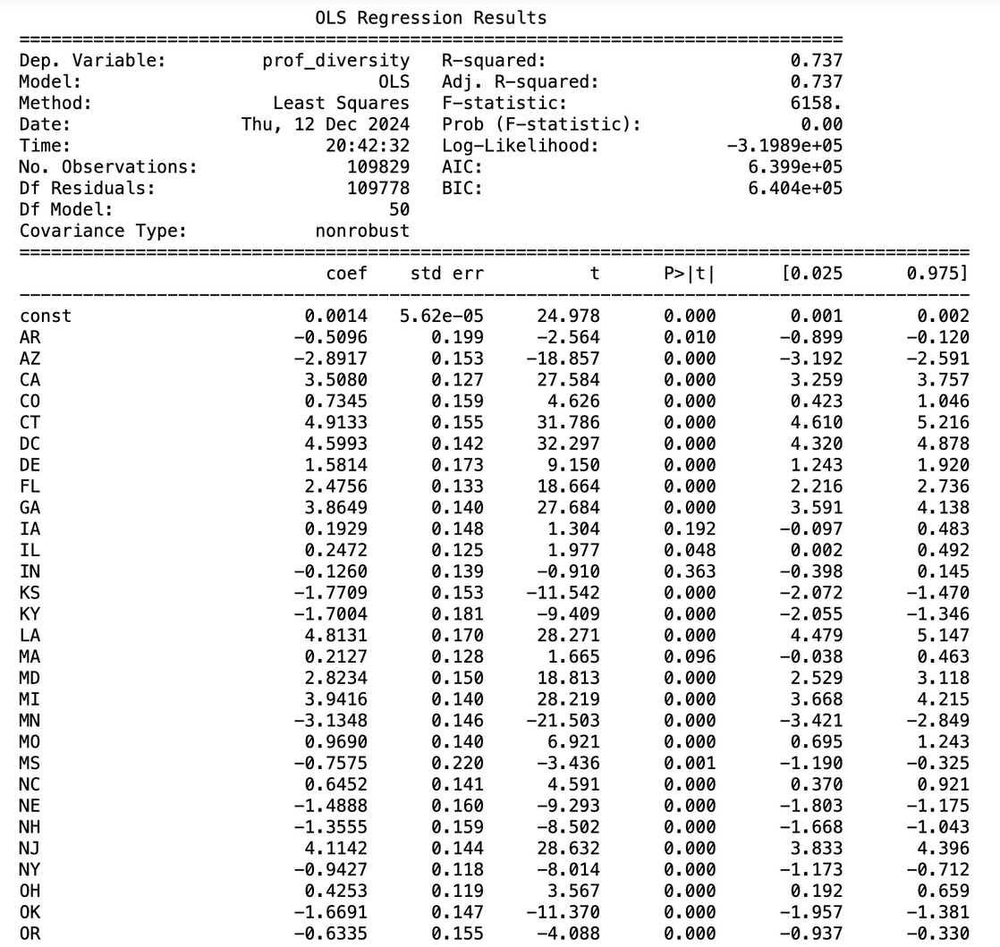 OLS Regression Results
==============================================================================
Dep. Variable: prof_diversity R-squared: 0.737
Model: OLS Adj. R-squared: 0.737
Method: Least Squares F-statistic: 6158.
Date: Thu, 12 Dec 2024 Prob (F-statistic): 0.00
Time: 20:42:32 Log-Likelihood: -3.1989e+05
No. Observations: 109829 AIC: 6.399e+05
Df Residuals: 109778 BIC: 6.404e+05
Df Model: 50
Covariance Type: nonrobust
==========================================================================================
coef std err t P>|t| [0.025 0.975]
------------------------------------------------------------------------------------------
const 0.0014 5.62e-05 24.978 0.000 0.001 0.002
AR -0.5096 0.199 -2.564 0.010 -0.899 -0.120
AZ -2.8917 0.153 -18.857 0.000 -3.192 -2.591
CA 3.5080 0.127 27.584 0.000 3.259 3.757
CO 0.7345 0.159 4.626 0.000 0.423 1.046
CT 4.9133 0.155 31.786 0.000 4.610 5.216
DC 4.5993 0.142 32.297 0.000 4.320 4.878
DE 1.5814 0.173 9.150 0.000 1.243 1.920
FL 2.4756 0.133 18.664 0.000 2.216 2.736
GA 3.8649 0.140 27.684 0.000 3.591 4.138
IA 0.1929 0.148 1.304 0.192 -0.097 0.483
IL 0.2472 0.125 1.977 0.048 0.002 0.492
IN -0.1260 0.139 -0.910 0.363 -0.398 0.145
KS -1.7709 0.153 -11.542 0.000 -2.072 -1.470
KY -1.7004 0.181 -9.409 0.000 -2.055 -1.346
LA 4.8131 0.170 28.271 0.000 4.479 5.147
MA 0.2127 0.128 1.665 0.096 -0.038 0.463
MD 2.8234 0.150 18.813 0.000 2.529 3.118
MI 3.9416 0.140 28.219 0.000 3.668 4.215
MN -3.1348 0.146 -21.503 0.000 -3.421 -2.849
MO 0.9690 0.140 6.921 0.000 0.695 1.243
MS -0.7575 0.220 -3.436 0.001 -1.190 -0.325
NC 0.6452 0.141 4.591 0.000 0.370 0.921
NE -1.4888 0.160 -9.293 0.000 -1.803 -1.175
NH -1.3555 0.159 -8.502 0.000 -1.668 -1.043
NJ 4.1142 0.144 28.632 0.000 3.833 4.396
NY -0.9427 0.118 -8.014 0.000 -1.173 -0.712
OH 0.4253 0.119 3.567 0.000 0.192 0.659
OK -1.6691 0.147 -11.370 0.000 -1.957 -1.381
OR -0.6335 0.155 -4.088 0.000 -0.937 -0.330